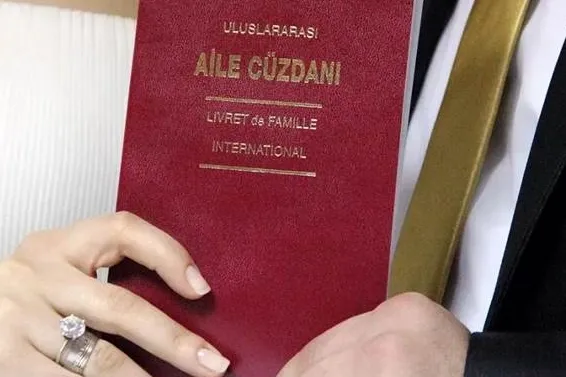 ULUSLARARASI
AİLE CÜZDANI
LIVRET de FAMILLE
INTERNATIONAL